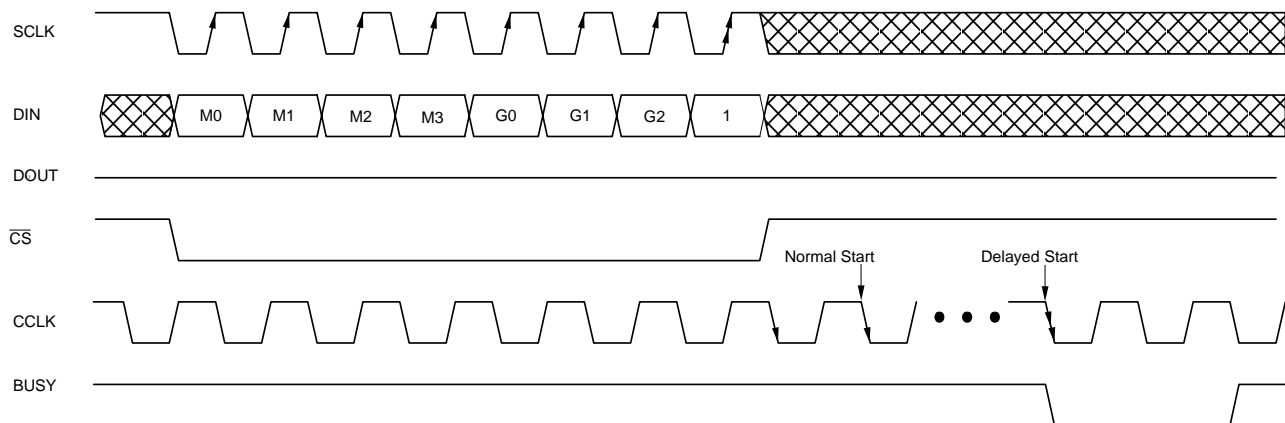 SCLK
DIN M0 M1 M2 M3 G0 G1 G2 1
DOUT
CS
Normal Start Delayed Start
CCLK
BUSY